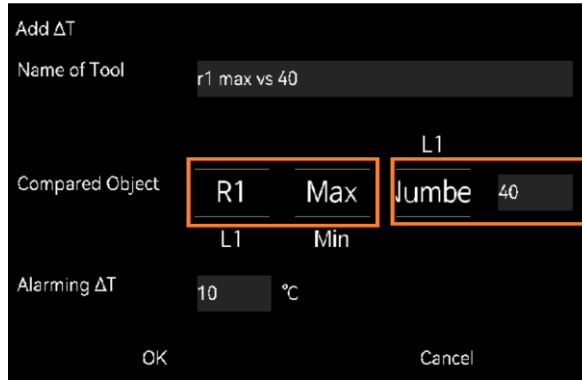 Add ΔT
Name of Tool
r1 max vs 40
L1
Compared Object
R1 Max Numbe 40
L1 Min
Alarming ΔT
10 °C
OK Cancel